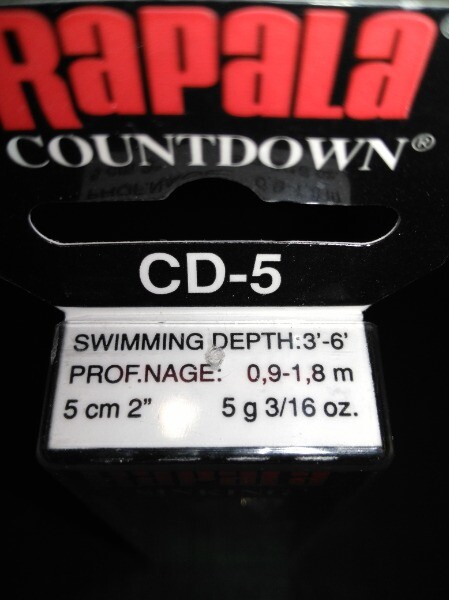 Rapala
COUNTDOWN®
CD-5
SWIMMING DEPTH:3'-6'
PROF.NAGE: 0,9-1,8 m
5 cm 2" 5 g 3/16 oz.